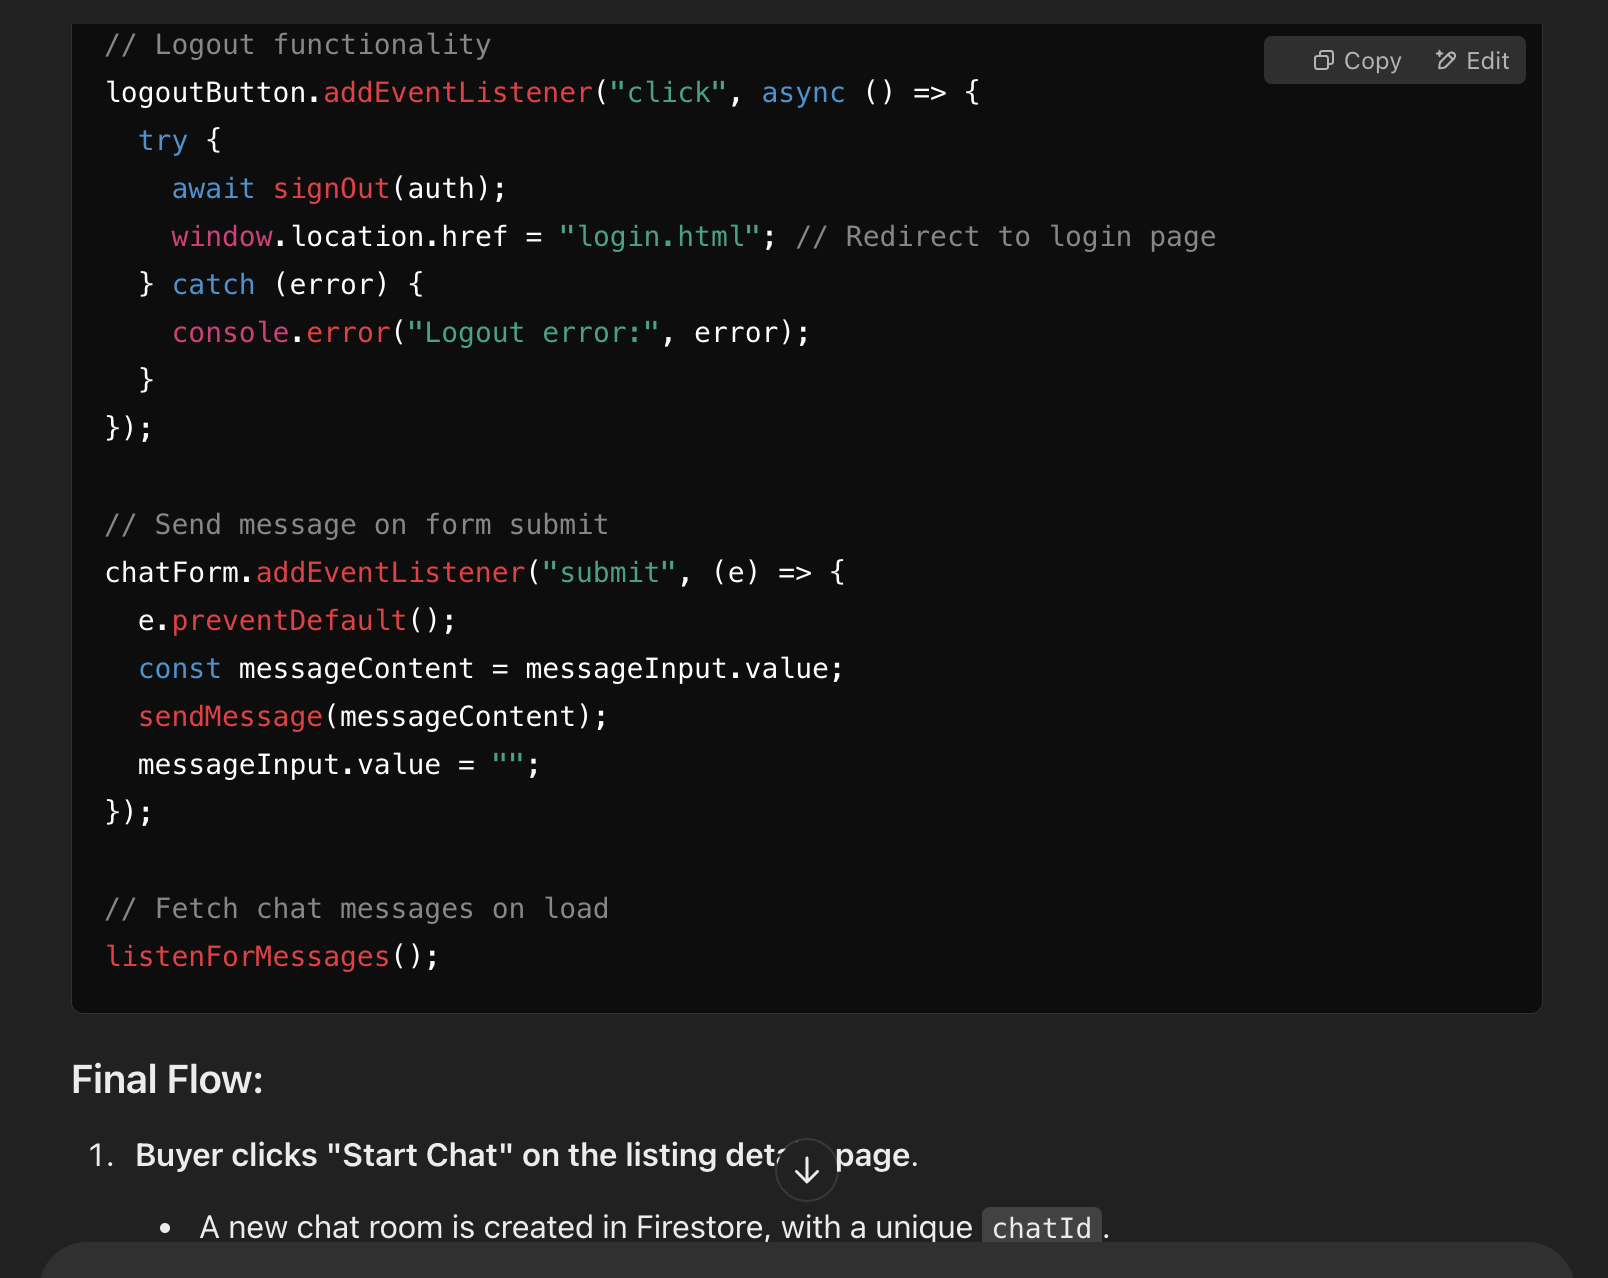 // Logout functionality
Copy
Edit
logoutButton.addEventListener("click", async () => {
  try {
    await signOut(auth);
    window.location.href = "login.html"; // Redirect to login page
  } catch (error) {
    console.error("Logout error:", error);
  }
});

// Send message on form submit
chatForm.addEventListener("submit", (e) => {
  e.preventDefault();
  const messageContent = messageInput.value;
  sendMessage(messageContent);
  messageInput.value = "";
});

// Fetch chat messages on load
listenForMessages();
Final Flow:
1. Buyer clicks "Start Chat" on the listing page.
• A new chat room is created in Firestore, with a unique chatId.